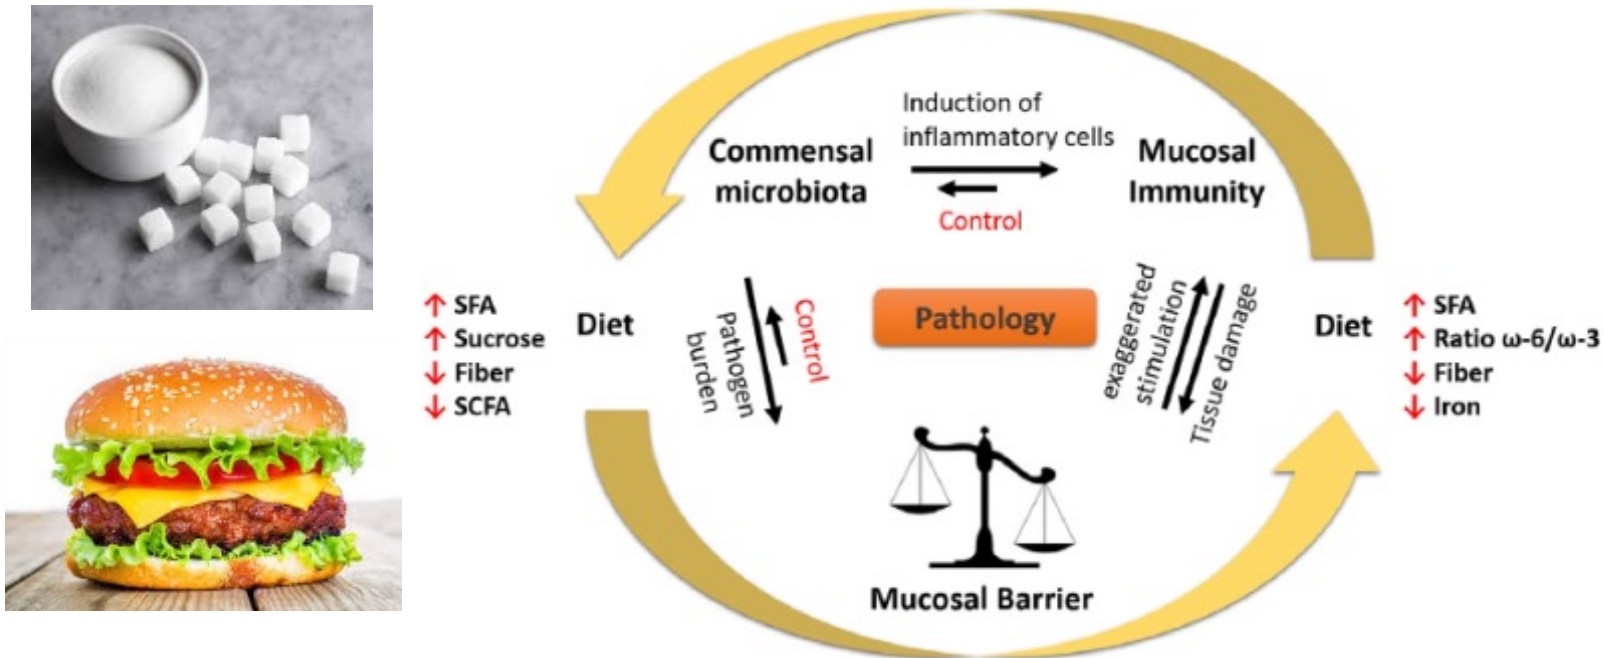 Induction of
inflammatory cells
Commensal
microbiota
Mucosal
Immunity
Control
↑ SFA
↑ Sucrose
↓ Fiber
↓ SCFA
Diet
Pathogen
burden
Control
Pathology
exaggerated
stimulation
Tissue damage
Diet
↑ SFA
↑ Ratio ω-6/ω-3
↓ Fiber
↓ Iron
Mucosal Barrier